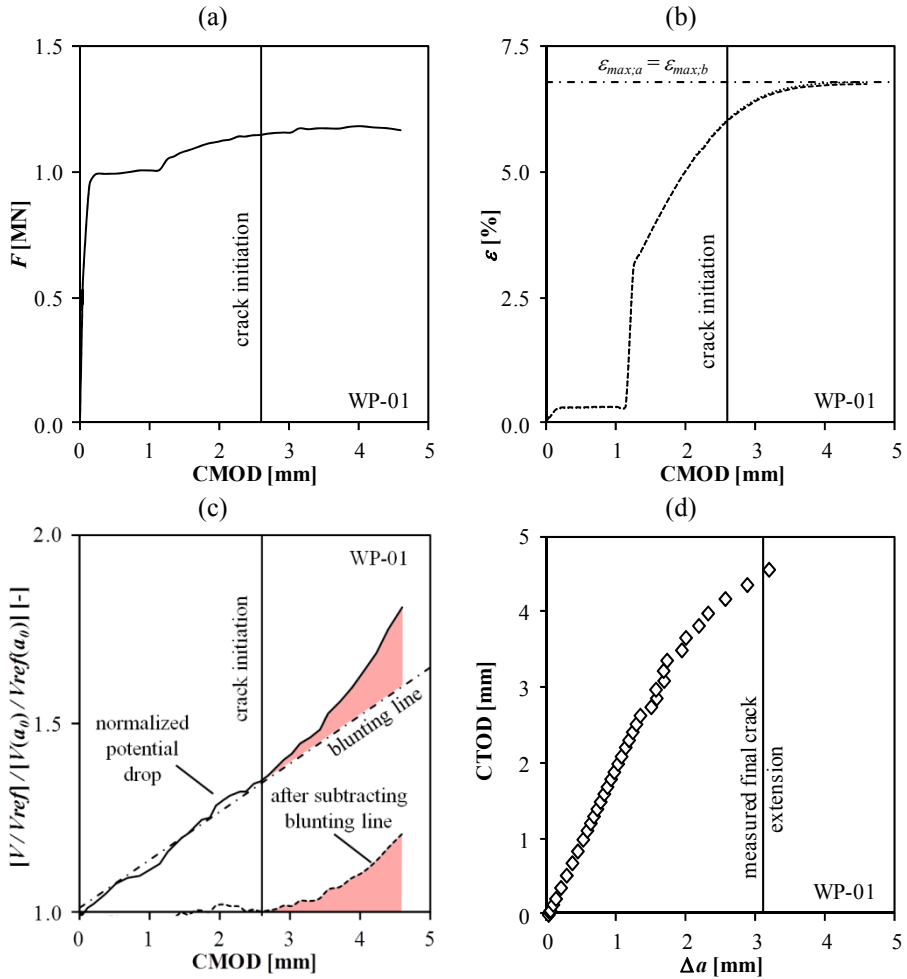 (a)
1.5
1.0
0.5
0.0
F [MN]
crack initiation
WP-01
0 1 2 3 4 5
CMOD [mm]
(b)
7.5
5.0
2.5
0.0
ε [%]
εmax;a = εmax;b
crack initiation
WP-01
0 1 2 3 4 5
CMOD [mm]
(c)
2.0
1.5
1.0
[V/Vref] / [V(a0) / Vref(a0)] [-]
WP-01
crack initiation
normalized
potential
drop
blunting line
after subtracting
blunting line
0 1 2 3 4 5
CMOD [mm]
(d)
5
4
3
2
1
0
CTOD [mm]
measured final crack
extension
WP-01
0 1 2 3 4 5
Δa [mm]